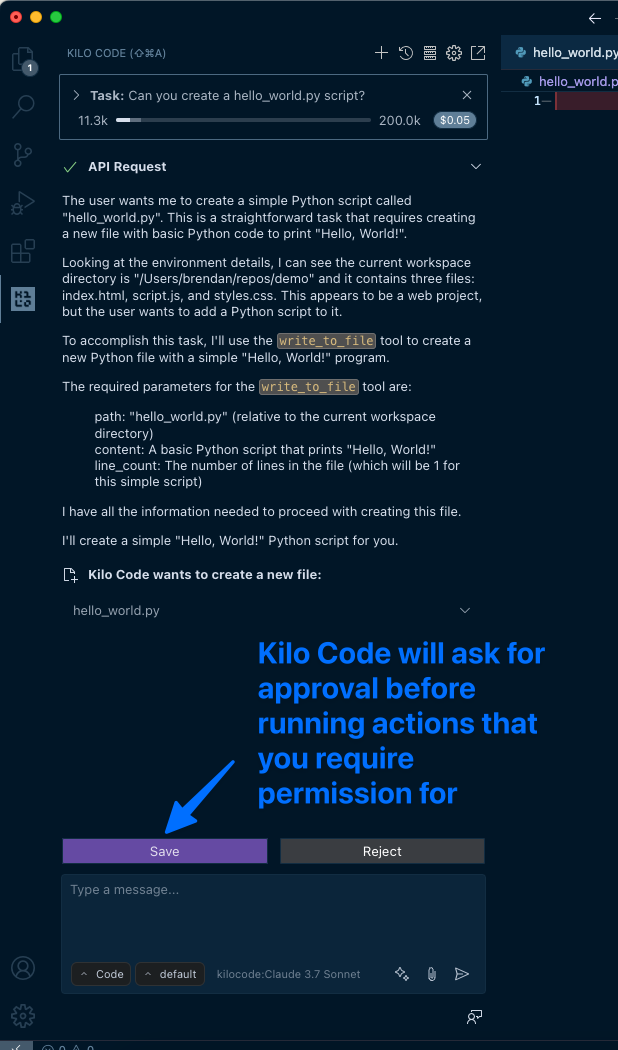 KILO CODE (⇧⌘A)
hello_world.py
1
Task: Can you create a hello_world.py script?
hello_world.p
11.3k 200.0k $0.05
1
API Request
The user wants me to create a simple Python script called
"hello_world.py". This is a straightforward task that requires creating
a new file with basic Python code to print "Hello, World!".
Looking at the environment details, I can see the current workspace
directory is "/Users/brendan/repos/demo" and it contains three files:
index.html, script.js, and styles.css. This appears to be a web project,
but the user wants to add a Python script to it.
To accomplish this task, I'll use the write_to_file tool to create a
new Python file with a simple "Hello, World!" program.
The required parameters for the write_to_file tool are:
path: "hello_world.py" (relative to the current workspace
directory)
content: A basic Python script that prints "Hello, World!"
line_count: The number of lines in the file (which will be 1 for
this simple script)
I have all the information needed to proceed with creating this file.
I'll create a simple "Hello, World!" Python script for you.
Kilo Code wants to create a new file:
hello_world.py
Kilo Code will ask for
approval before
running actions that
you require
permission for
Save Reject
Type a message...
Code default kilocode:Claude 3.7 Sonnet